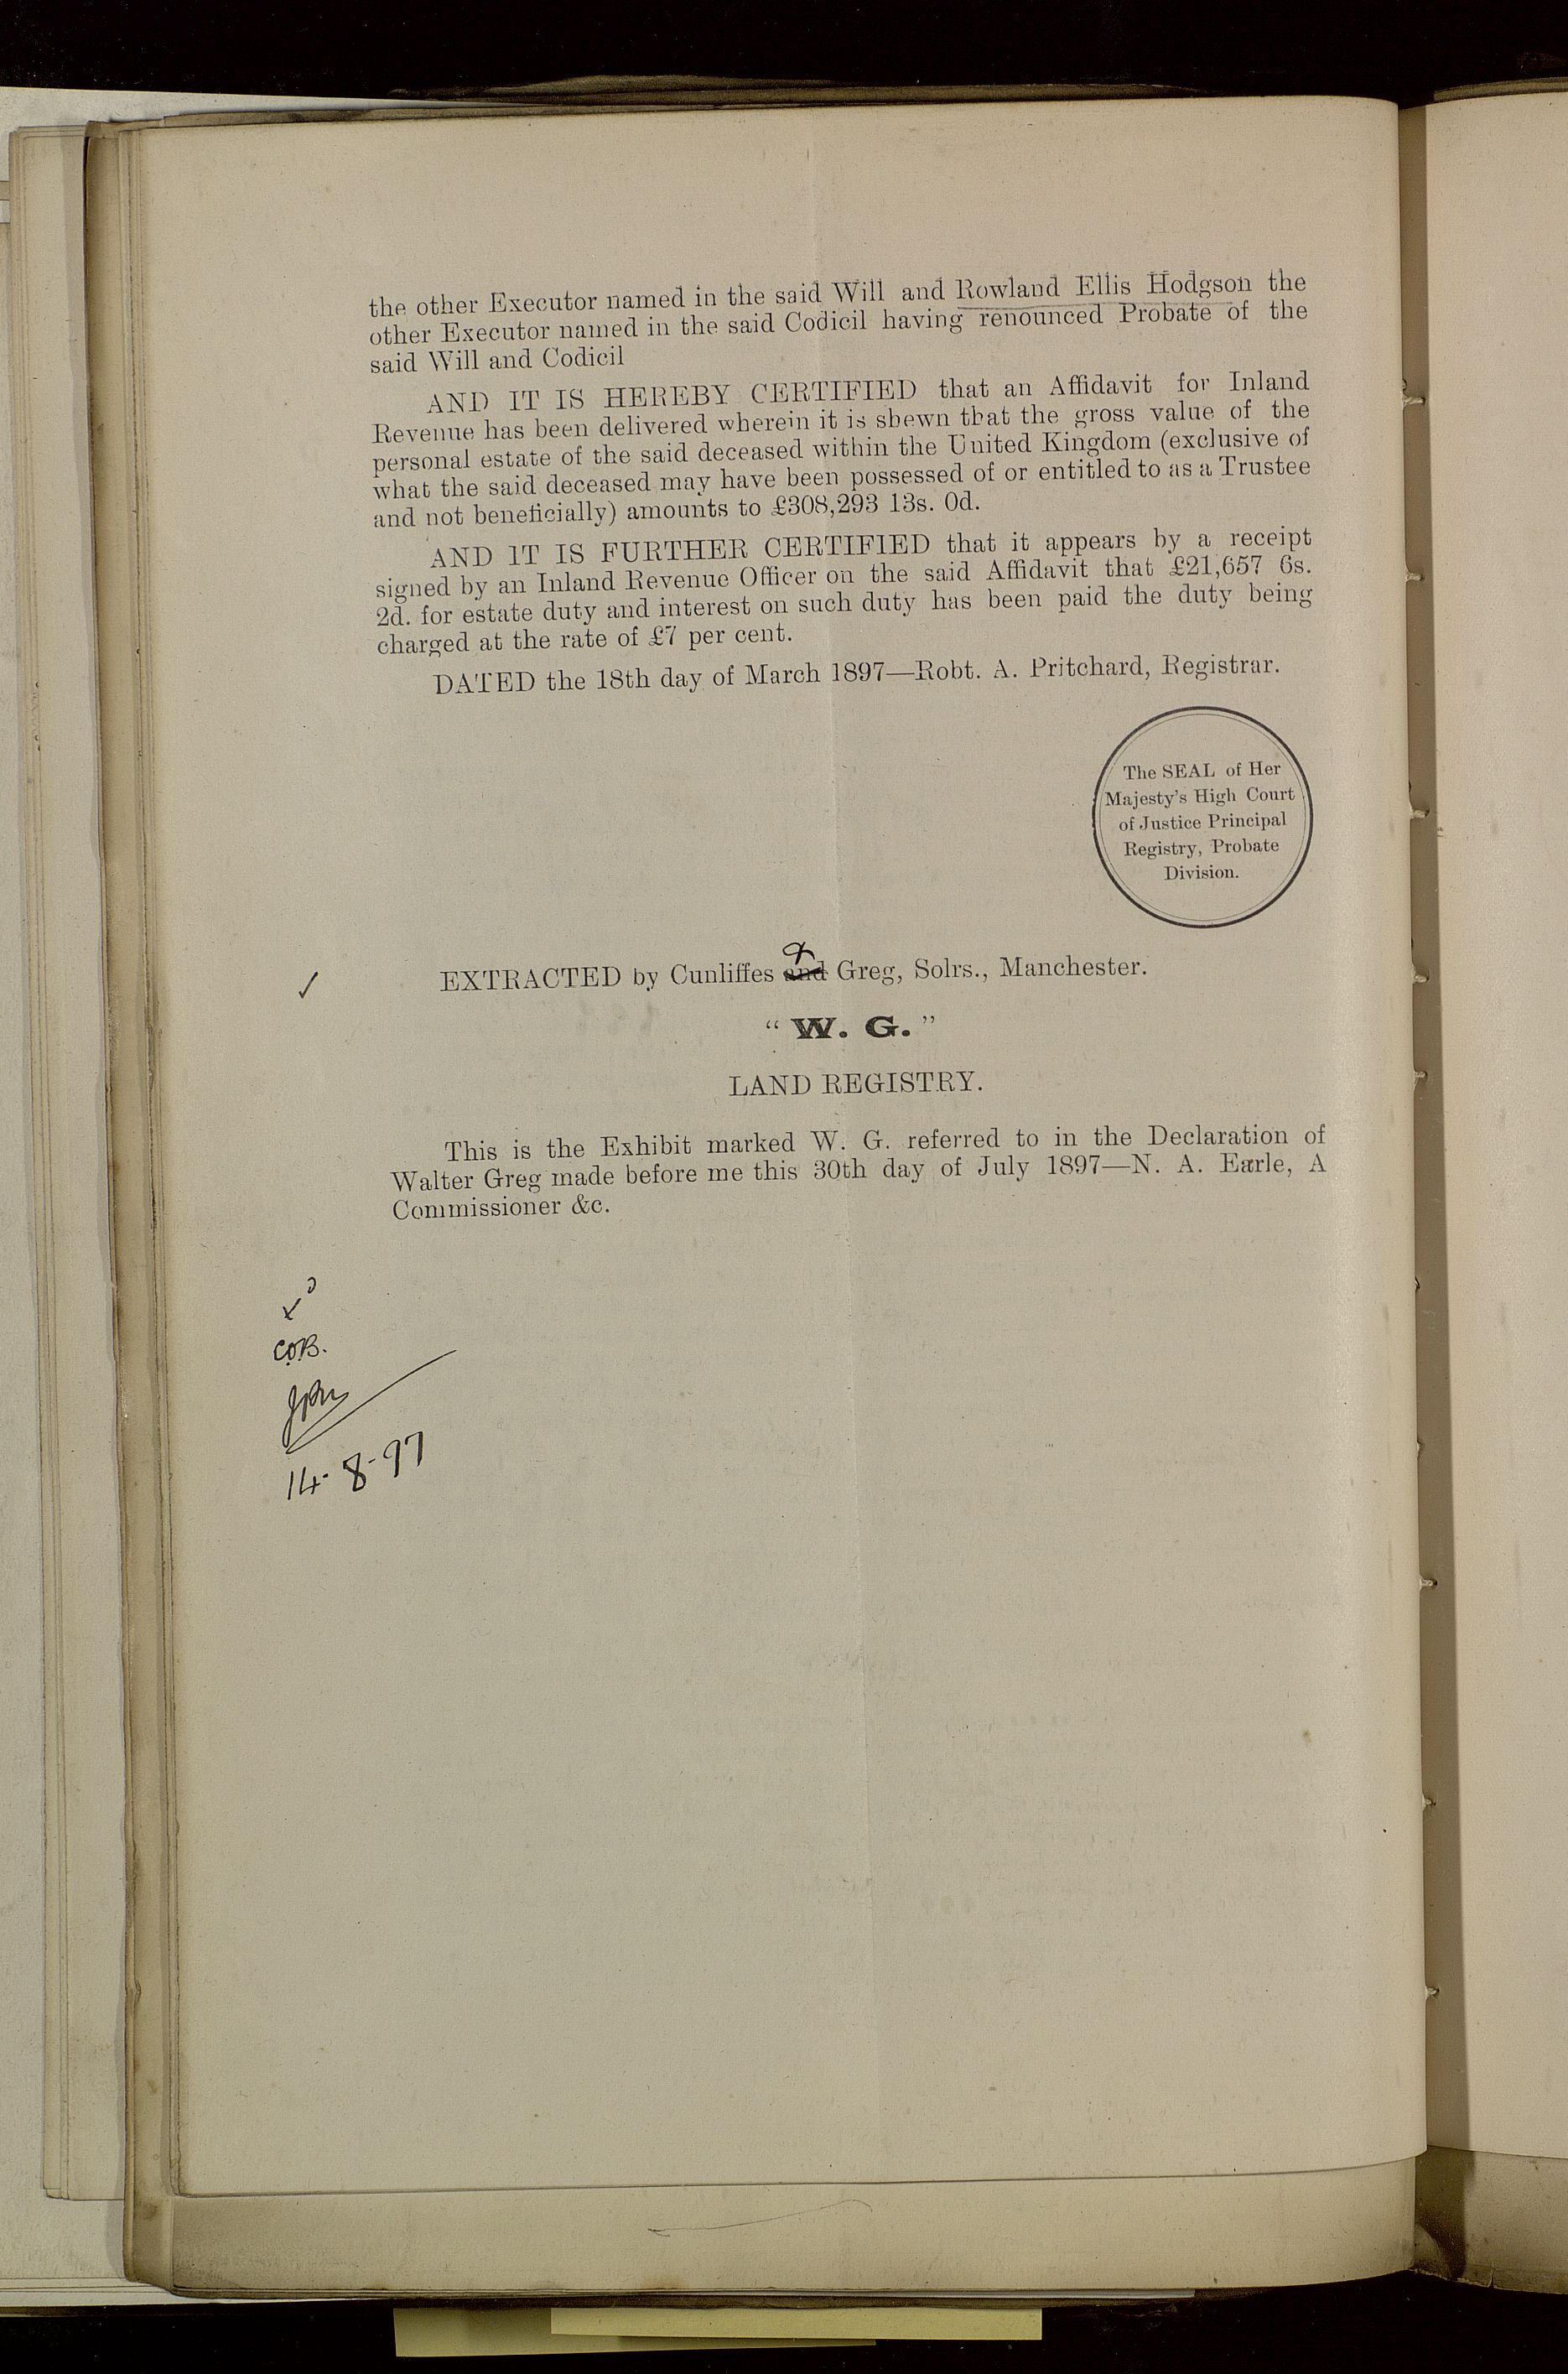 the other Executor named in the said Will and Rowland Ellis Hodgson the
other Executor named in the said Codicil having renounced Probate of the
said Will and Codicil
AND IT IS HEREBY CERTIFIED that an Affidavit for Inland
Revenue has been delivered wherein it is shewn that the gross value of the
personal estate of the said deceased within the United Kingdom (exclusive of
what the said deceased may have been possessed of or entitled to as a Trustee
and not beneficially) amounts to £308,293 13s. 0d.
AND IT IS FURTHER CERTIFIED that it appears by a receipt
signed by an Inland Revenue Officer on the said Affidavit that £21,657 6s.
2d. for estate duty and interest on such duty has been paid the duty being
charged at the rate of £7 per cent.
DATED the 18th day of March 1897—Robt. A. Pritchard, Registrar.
The SEAL of Her
Majesty's High Court
of Justice Principal
Registry, Probate
Division.
✓ EXTRACTED by Cunliffes and & Greg, Solrs., Manchester.
" W. G. "
LAND REGISTRY.
This is the Exhibit marked W. G. referred to in the Declaration of
Walter Greg made before me this 30th day of July 1897—N. A. Earle, A
Commissioner &c.
C.O.B.
14-8-97